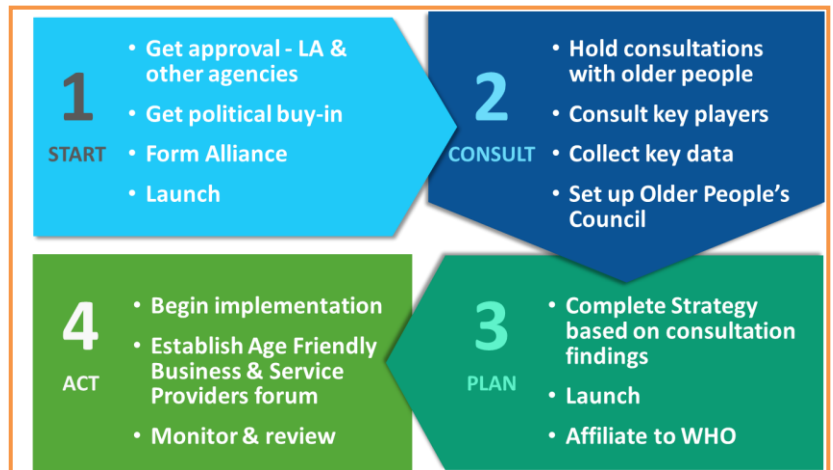 1
START
• Get approval - LA &
other agencies
• Get political buy-in
• Form Alliance
• Launch
2
CONSULT
• Hold consultations
with older people
• Consult key players
• Collect key data
• Set up Older People's
Council
3
PLAN
• Complete Strategy
based on consultation
findings
• Launch
• Affiliate to WHO
4
ACT
• Begin implementation
• Establish Age Friendly
Business & Service
Providers forum
• Monitor & review